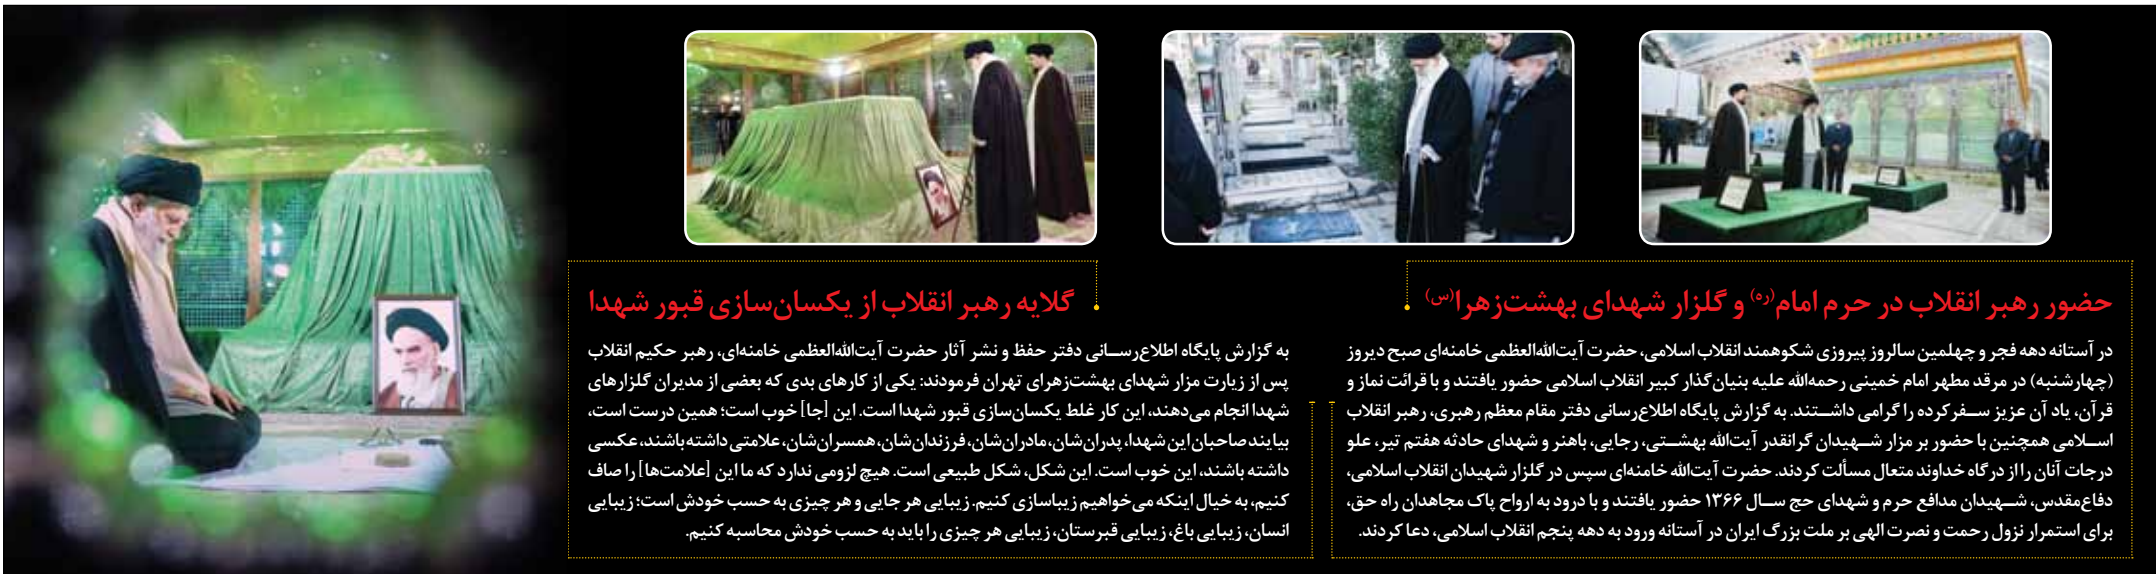 حضور رهبر انقلاب در حرم امام(ره) و گلزار شهدای بهشت‌زهرا(س)
در آستانه دهه فجر و چهلمین سالروز پیروزی شکوهمند انقلاب اسلامی، حضرت آیت‌الله‌العظمی خامنه‌ای صبح دیروز
(چهارشنبه) در مرقد مطهر امام خمینی رحمه‌الله علیه بنیان‌گذار کبیر انقلاب اسلامی حضور یافتند و با قرائت نماز و
قرآن، یاد آن عزیز سفرکرده را گرامی داشتند. به گزارش پایگاه اطلاع‌رسانی دفتر مقام معظم رهبری، رهبر انقلاب
اسلامی همچنین با حضور بر مزار شهیدان گرانقدر آیت‌الله بهشتی، رجایی، باهنر و شهدای حادثه هفتم تیر، علو
درجات آنان را از درگاه خداوند متعال مسألت کردند. حضرت آیت‌الله خامنه‌ای سپس در گلزار شهیدان انقلاب اسلامی،
دفاع‌مقدس، شهیدان مدافع حرم و شهدای حج سال ۱۳۶۶ حضور یافتند و با درود به ارواح پاک مجاهدان راه حق،
برای استمرار نزول رحمت و نصرت الهی بر ملت بزرگ ایران در آستانه ورود به دهه پنجم انقلاب اسلامی، دعا کردند.
گلایه رهبر انقلاب از یکسان‌سازی قبور شهدا
به گزارش پایگاه اطلاع‌رسانی دفتر حفظ و نشر آثار حضرت آیت‌الله‌العظمی خامنه‌ای، رهبر حکیم انقلاب
پس از زیارت مزار شهدای بهشت‌زهرای تهران فرمودند: یکی از کارهای بدی که بعضی از مدیران گلزارهای
شهدا انجام می‌دهند، این کار غلط یکسان‌سازی قبور شهدا است. این [جا] خوب است؛ همین درست است،
بیایند صاحبان این شهدا، پدران‌شان، مادران‌شان، فرزندان‌شان، همسران‌شان، علامتی داشته‌باشند، عکسی
داشته باشند، این خوب است. این شکل، شکل طبیعی است. هیچ لزومی ندارد که ما این [علامت‌ها] را صاف
کنیم، به خیال اینکه می‌خواهیم زیباسازی کنیم. زیبایی هر جایی و هر چیزی به حسب خودش است؛ زیبایی
انسان، زیبایی باغ، زیبایی قبرستان، زیبایی هر چیزی را باید به حسب خودش محاسبه کنیم.